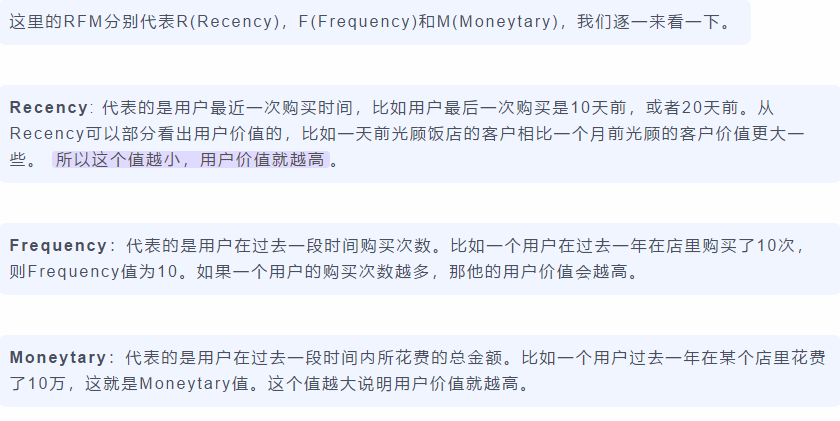 这里的RFM分别代表R(Recency)，F(Frequency)和M(Moneytary)，我们逐一来看一下。
Recency: 代表的是用户最近一次购买时间，比如用户最后一次购买是10天前，或者20天前。从
Recency可以部分看出用户价值的，比如一天前光顾饭店的客户相比一个月前光顾的客户价值更大一
些。 所以这个值越小，用户价值就越高。
Frequency：代表的是用户在过去一段时间购买次数。比如一个用户在过去一年在店里购买了10次，
则Frequency值为10。如果一个用户的购买次数越多，那他的用户价值会越高。
Moneytary：代表的是用户在过去一段时间内所花费的总金额。比如一个用户过去一年在某个店里花费
了10万，这就是Moneytary值。这个值越大说明用户价值就越高。